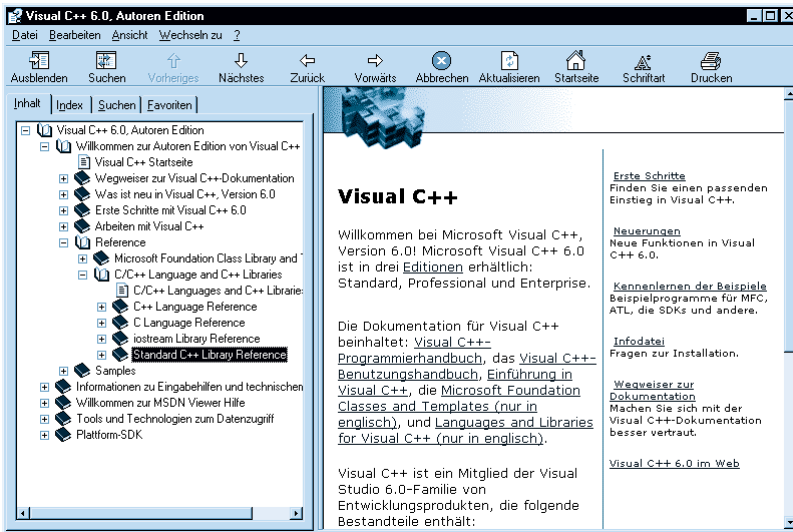 Visual C++ 6.0, Autoren Edition
Datei Bearbeiten Ansicht Wechseln zu ?
Ausblenden Suchen Vorheriges Nächstes Zurück Vorwärts Abbrechen Aktualisieren Startseite Schriftart Drucken
Inhalt Index Suchen Favoriten
Visual C++ 6.0, Autoren Edition
Willkommen zur Autoren Edition von Visual C++
Visual C++ Startseite
Wegweiser zur Visual C++-Dokumentation
Was ist neu in Visual C++, Version 6.0
Erste Schritte mit Visual C++ 6.0
Arbeiten mit Visual C++
Reference
Microsoft Foundation Class Library and
C/C++ Language and C++ Libraries
C/C++ Languages and C++ Libraries
C++ Language Reference
C Language Reference
iostream Library Reference
Standard C++ Library Reference
Samples
Informationen zu Eingabehilfen und technischen
Willkommen zur MSDN Viewer Hilfe
Tools und Technologien zum Datenzugriff
Plattform-SDK
Visual C++
Willkommen bei Microsoft Visual C++,
Version 6.0! Microsoft Visual C++ 6.0
ist in drei Editionen erhältlich:
Standard, Professional und Enterprise.
Die Dokumentation für Visual C++
beinhaltet: Visual C++-
Programmierhandbuch, das Visual C++-
Benutzungshandbuch, Einführung in
Visual C++, die Microsoft Foundation
Classes and Templates (nur in
englisch), und Languages and Libraries
for Visual C++ (nur in englisch).
Visual C++ ist ein Mitglied der Visual
Studio 6.0-Familie von
Entwicklungsprodukten, die folgende
Bestandteile enthält:
Erste Schritte
Finden Sie einen passenden
Einstieg in Visual C++.
Neuerungen
Neue Funktionen in Visual
C++ 6.0.
Kennenlernen der Beispiele
Beispielprogramme für MFC,
ATL, die SDKs und andere.
Infodatei
Fragen zur Installation.
Wegweiser zur
Dokumentation
Machen Sie sich mit der
Visual C++-Dokumentation
besser vertraut.
Visual C++ 6.0 im Web